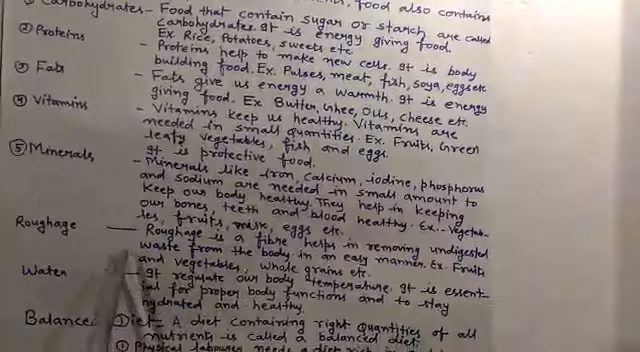 food also contains
① Carbohydrates - Food that contain sugar or starch are called
carbohydrates. It is energy giving food.
Ex. Rice, Potatoes, sweets etc
② Proteins - Proteins help to make new cells. It is body
building food. Ex. Pulses, meat, fish, soya, eggs etc
③ Fats - Fats give us energy a warmth. It is energy
giving food. Ex Butter, Ghee, Oils, cheese etc.
④ Vitamins - Vitamins keep us healthy. Vitamins are
needed in small quantities. Ex. Fruits, Green
leafy vegetables, fish and eggs.
It is protective food.
⑤ Minerals - Minerals like iron, calcium, iodine, phosphorus
and sodium are needed in small amount to
keep our body healthy. They help in keeping
our bones, teeth and blood healthy. Ex.- vegetab-
les, fruits, milk, eggs etc.
Roughage — Roughage is a fibre helps in removing undigested
waste from the body in an easy manner. Ex. Fruits
and vegetables, whole grains etc.
Water - It regulate our body temperature. It is essent-
ial for proper body functions and to stay
hydrated and healthy.
Balance Diet - A diet containing right quantities of all
nutrients is called a balanced diet
① Physical labourer needs a diet rich